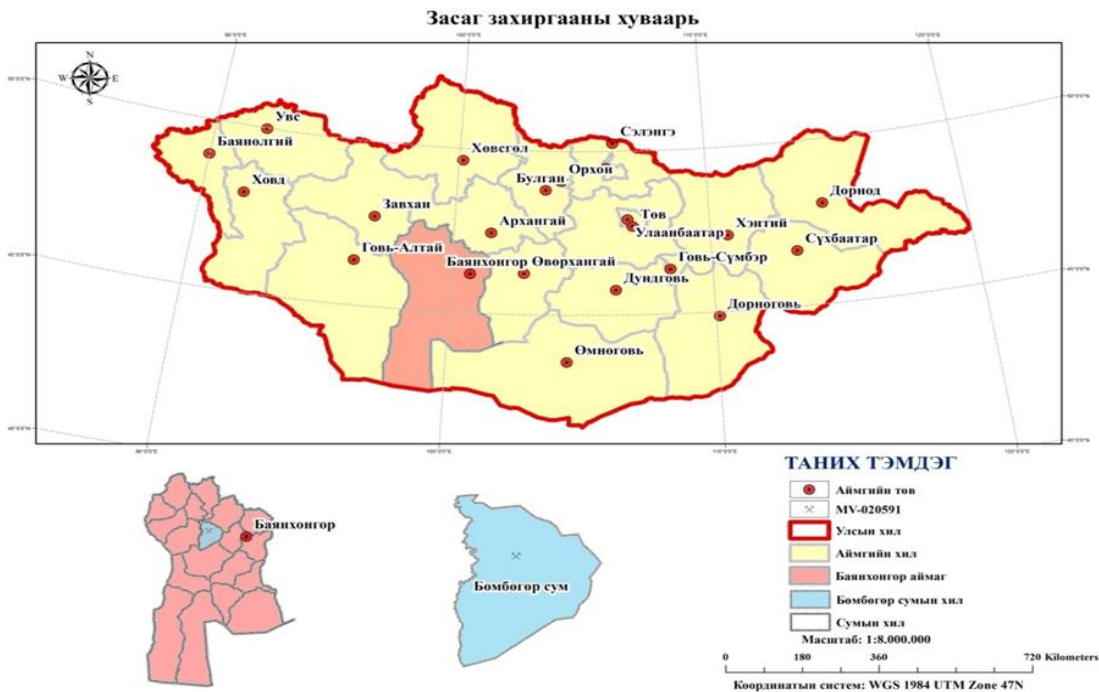 Засаг захиргааны хуваарь
N
W E
S
Увс
Баянөлгий
Ховд
Завхан
Говь-Алтай
Хөвсгөл
Архангай
Булган
Орхон
Сэлэнгэ
Төв
Улаанбаатар
Баянхонгор Өвөрхангай
Дундговь
Говь-Сүмбэр
Хэнтий
Дорнод
Сүхбаатар
Дорноговь
Өмнөговь
Баянхонгор
Бөмбөгөр сум
ТАНИХ ТЭМДЭГ
Аймгийн төв
MV-020591
Улсын хил
Аймгийн хил
Баянхонгор аймаг
Бөмбөгөр сумын хил
Сумын хил
Масштаб: 1:8.000.000
0 180 360 720 Kilometers
Координатын систем: WGS 1984 UTM Zone 47N